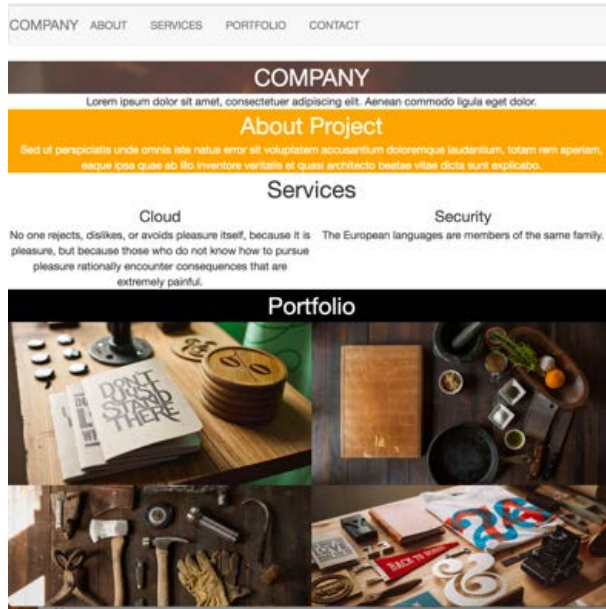 COMPANY ABOUT SERVICES PORTFOLIO CONTACT
COMPANY
Lorem ipsum dolor sit amet, consectetuer adipiscing elit. Aenean commodo ligula eget dolor.
About Project
Sed ut perspiciatis unde omnis iste natus error sit voluptatem accusantium doloremque laudantium, totam rem aperiam,
eaque ipsa quae ab illo inventore veritatis et quasi architecto beatae vitae dicta sunt explicabo.
Services
Cloud
No one rejects, dislikes, or avoids pleasure itself, because it is
pleasure, but because those who do not know how to pursue
pleasure rationally encounter consequences that are
extremely painful.
Security
The European languages are members of the same family.
Portfolio
DON'T
STAND
THERE
BACK TO